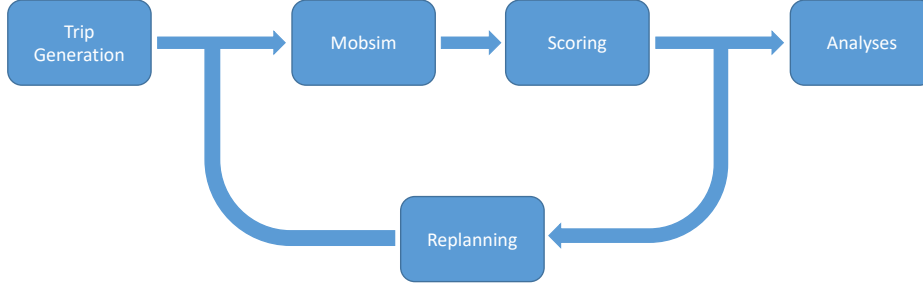 Trip
Generation
Mobsim
Scoring
Analyses
Replanning